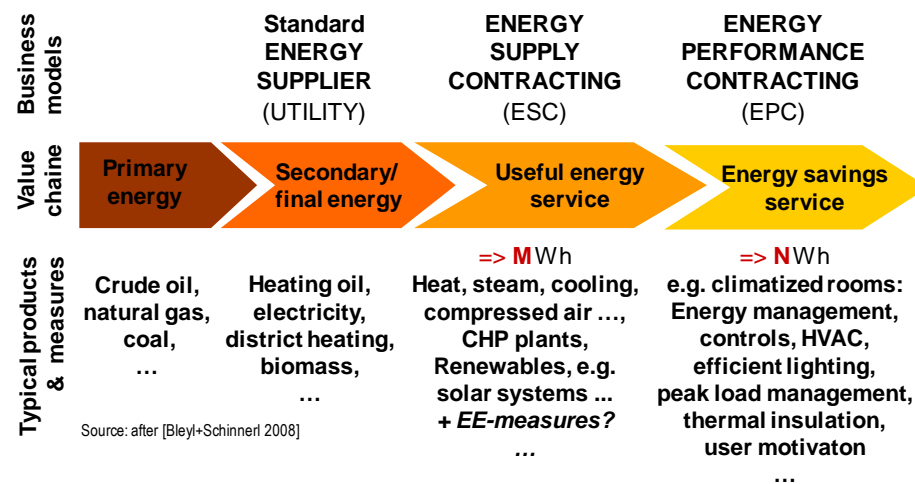 Business
models
Standard
ENERGY
SUPPLIER
(UTILITY)
ENERGY
SUPPLY
CONTRACTING
(ESC)
ENERGY
PERFORMANCE
CONTRACTING
(EPC)
Value
chaine
Primary
energy
Secondary/
final energy
Useful energy
service
Energy savings
service
Typical products
& measures
Crude oil,
natural gas,
coal,
…
Heating oil,
electricity,
district heating,
biomass,
…
=> MWh
Heat, steam, cooling,
compressed air …,
CHP plants,
Renewables, e.g.
solar systems ...
+ EE-measures?
…
=> NWh
e.g. climatized rooms:
Energy management,
controls, HVAC,
efficient lighting,
peak load management,
thermal insulation,
user motivaton
…
Source: after [Bleyl+Schinnerl 2008]